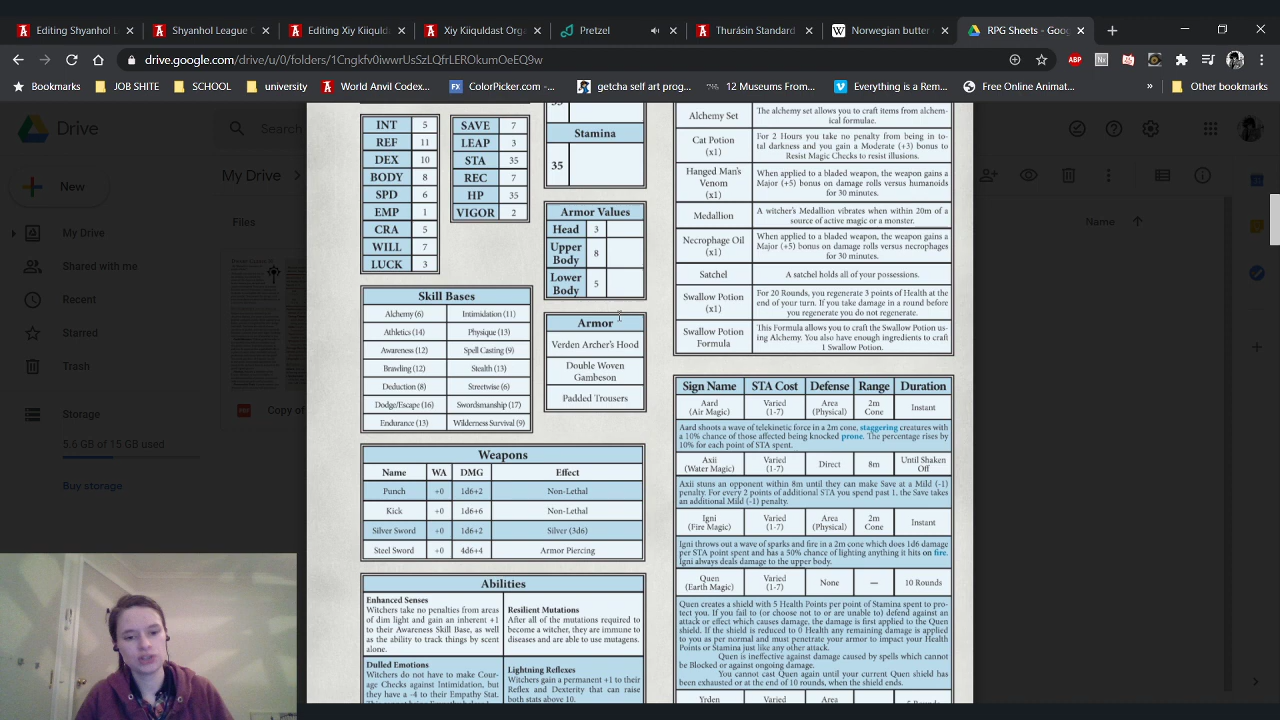 Editing Shyanhol L
Shyanhol League C
Editing Xiy Kiiquld
Xiy Kiiquldast Orga
Pretzel
Thurásin Standard
Norwegian butter
RPG Sheets - Goog
drive.google.com/drive/u/0/folders/1Cngkfv0iwwrUsSzLQfrLEROkumOeEQ9w
Bookmarks
JOB SHITE
SCHOOL
university
World Anvil Combat
FX
ColorPicker.com...
getcha self art prog...
12 Museums From...
Everything is a Rem...
Free Online Animat...
Other bookmarks
Drive
Search
New
My Drive
Name
Files
My Drive
Shared with me
Recent
Starred
Trash
Storage
5.6 GB of 15 GB used
Buy storage
Copy of
INT 5
REF 11
DEX 10
BODY 8
SPD 6
EMP 1
CRA 5
WILL 7
LUCK 3
SAVE 7
LEAP 3
STA 35
REC 7
HP 35
VIGOR 2
35
Stamina
35
Armor Values
Head 3
Upper Body 8
Lower Body 5
Skill Bases
Alchemy (6) Intimidation (11)
Athletics (14) Physique (13)
Awareness (12) Spell Casting (9)
Brawling (12) Stealth (13)
Deduction (8) Streetwise (6)
Dodge/Escape (16) Swordsmanship (17)
Endurance (13) Wilderness Survival (9)
Armor
Verden Archer's Hood
Double Woven
Gambeson
Padded Trousers
Weapons
Name WA DMG Effect
Punch +0 1d6+2 Non-Lethal
Kick +0 1d6+6 Non-Lethal
Silver Sword +0 1d6+2 Silver (3d6)
Steel Sword +0 4d6+4 Armor Piercing
Abilities
Enhanced Senses
Witchers take no penalties from areas
of dim light and gain an inherent +1
to their Awareness Skill Base, as well
as the ability to track things by scent
alone.
Resilient Mutations
After all of the mutations required to
become a witcher, they are immune to
diseases and are able to use mutagens.
Dulled Emotions
Witchers do not have to make Cour-
age Checks against Intimidation, but
they have a -4 to their Empathy Stat.
Lightning Reflexes
Witchers gain a permanent +1 to their
Reflex and Dexterity that can raise
both stats above 10.
Alchemy Set
The alchemy set allows you to craft items from alchem-
ical formulae.
Cat Potion
(x1)
For 2 Hours you take no penalty from being in to-
tal darkness and you gain a Moderate (+3) bonus to
Resist Magic Checks to resist illusions.
Hanged Man's
Venom
(x1)
When applied to a bladed weapon, the weapon gains a
Major (+5) bonus on damage rolls versus humanoids
for 30 minutes.
Medallion
A witcher's Medallion vibrates when within 20m of a
source of active magic or a monster.
Necrophage Oil
(x1)
When applied to a bladed weapon, the weapon gains a
Major (+5) bonus on damage rolls versus necrophages
for 30 minutes.
Satchel
A satchel holds all of your possessions.
Swallow Potion
(x1)
For 20 Rounds, you regenerate 3 points of Health at the
end of your turn. If you take damage in a round before
you regenerate you do not regenerate.
Swallow Potion
Formula
This Formula allows you to craft the Swallow Potion us-
ing Alchemy. You also have enough ingredients to craft
1 Swallow Potion.
Sign Name STA Cost Defense Range Duration
Aard (Air Magic) Varied (1-7) Area (Physical) 2m Cone Instant
Aard shoots a wave of telekinetic force in a 2m cone, staggering creatures with
a 10% chance of those affected being knocked prone. The percentage rises by
10% for each point of STA spent.
Axii (Water Magic) Varied (1-7) Direct 8m Until Shaken Off
Axii stuns an opponent within 8m until they can make Save at a Mild (-1)
penalty. For every 2 points of additional STA you spend past 1, the Save takes
an additional Mild (-1) penalty.
Igni (Fire Magic) Varied (1-7) Area (Physical) 2m Cone Instant
Igni throws out a wave of sparks and fire in a 2m cone which does 1d6 damage
per STA point spent and has a 50% chance of lighting anything it hits on fire.
Igni always deals damage to the upper body.
Quen (Earth Magic) Varied (1-7) None — 10 Rounds
Quen creates a shield with 5 Health Points per point of Stamina spent to pro-
tect you. If you fail to (or choose not to or are unable to) defend against an
attack or effect which causes damage, the damage is first applied to the Quen
shield. If the shield is reduced to 0 Health any remaining damage is applied
to you as per normal and must penetrate your armor to impact your Health
Points or Stamina just like any other attack.
Quen is ineffective against damage caused by spells which cannot
be Blocked or against ongoing damage.
You cannot cast Quen again until your current Quen shield has
been exhausted or at the end of 10 rounds, when the shield ends.
Yrden Varied Area